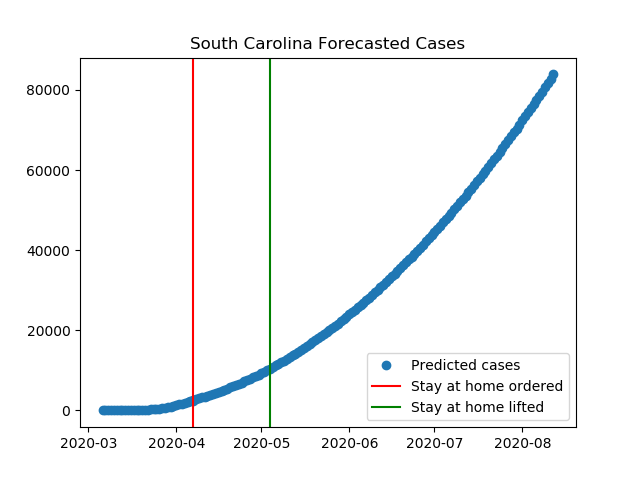 South Carolina Forecasted Cases
80000
60000
40000
20000
0
2020-03 2020-04 2020-05 2020-06 2020-07 2020-08
Predicted cases
Stay at home ordered
Stay at home lifted